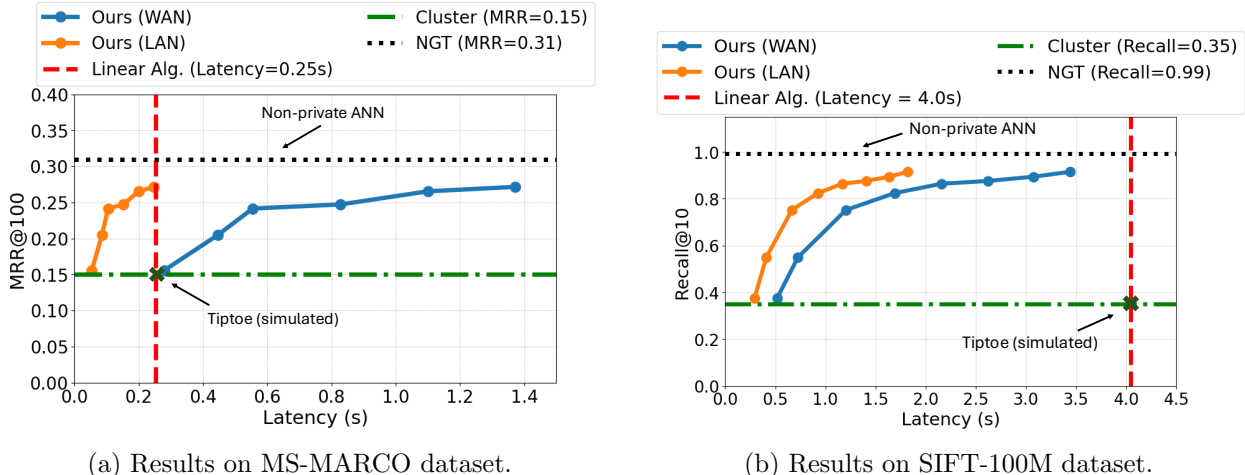 Ours (WAN)
Ours (LAN)
Linear Alg. (Latency=0.25s)
Cluster (MRR=0.15)
NGT (MRR=0.31)
0.40
0.35
0.30
0.25
0.20
0.15
0.10
0.05
0.00
MRR@100
Non-private ANN
Tiptoe (simulated)
0.0 0.2 0.4 0.6 0.8 1.0 1.2 1.4
Latency (s)
(a) Results on MS-MARCO dataset.
Ours (WAN)
Ours (LAN)
Linear Alg. (Latency = 4.0s)
Cluster (Recall=0.35)
NGT (Recall=0.99)
1.0
0.8
0.6
0.4
0.2
0.0
Recall@10
Non-private ANN
Tiptoe (simulated)
0.0 0.5 1.0 1.5 2.0 2.5 3.0 3.5 4.0 4.5
Latency (s)
(b) Results on SIFT-100M dataset.